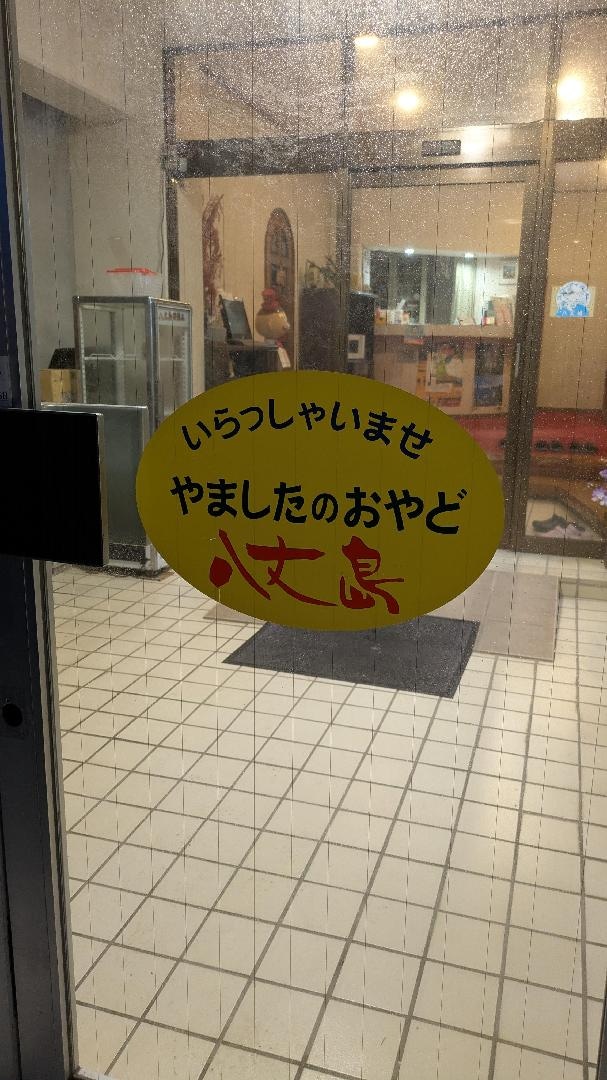 いらっしゃいませ
やましたのおやど
八丈島